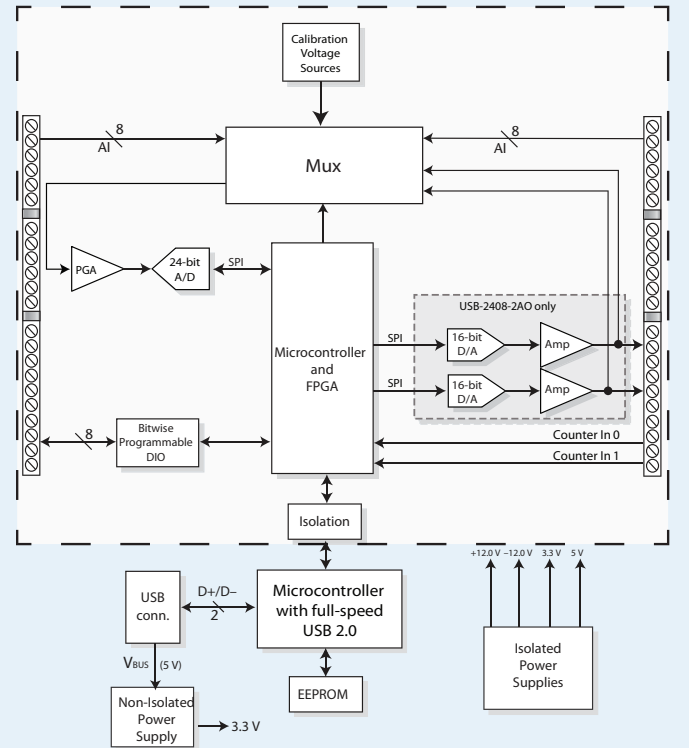 Calibration
Voltage
Sources
8
AI
Mux
8
AI
PGA
24-bit
A/D
SPI
Microcontroller
and
FPGA
USB-2408-2AO only
SPI
16-bit
D/A
Amp
SPI
16-bit
D/A
Amp
8
Bitwise
Programmable
DIO
Counter In 0
Counter In 1
Isolation
USB
conn.
D+/D–
2
Microcontroller
with full-speed
USB 2.0
+12.0 V –12.0 V 3.3 V 5 V
Isolated
Power
Supplies
VBUS (5 V)
EEPROM
Non-Isolated
Power
Supply
3.3 V